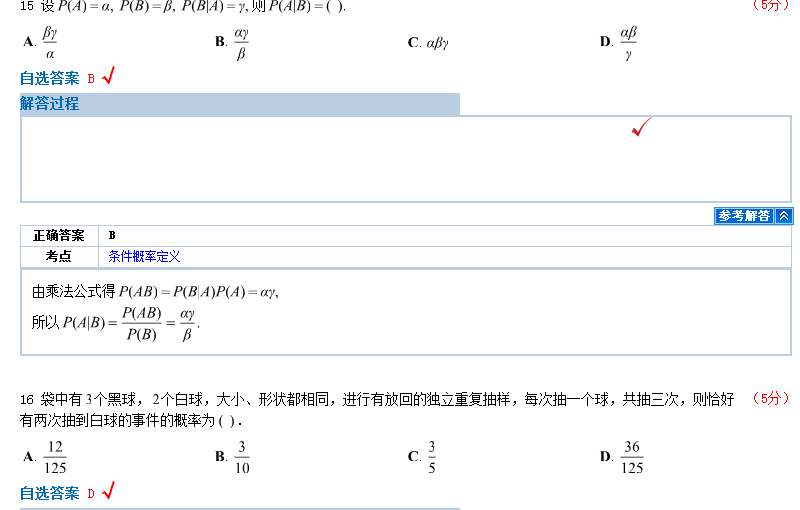 15 设 P(A) = α, P(B) = β, P(B|A) = γ, 则 P(A|B) = ( ). (5分)
A. βγ/α B. αγ/β C. αβγ D. αβ/γ
自选答案 B
解答过程
参考解答
正确答案 B
考点 条件概率定义
由乘法公式得 P(AB) = P(B|A)P(A) = αγ,
所以 P(A|B) = P(AB)/P(B) = αγ/β.
16 袋中有 3个黑球, 2个白球,大小、形状都相同,进行有放回的独立重复抽样,每次抽一个球,共抽三次,则恰好 (5分)
有两次抽到白球的事件的概率为 ( ).
A. 12/125 B. 3/10 C. 3/5 D. 36/125
自选答案 D